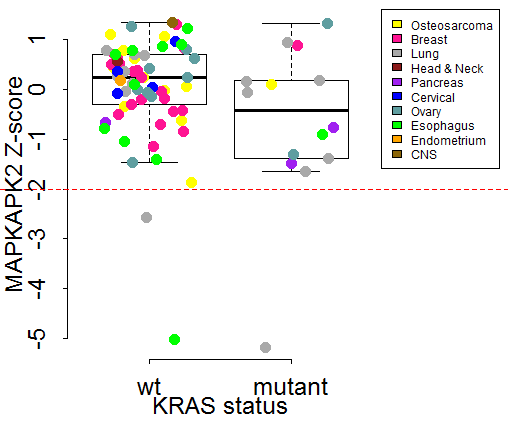 MAPKAPK2 Z-score
1
0
-1
-2
-3
-4
-5
wt
mutant
KRAS status
Osteosarcoma
Breast
Lung
Head & Neck
Pancreas
Cervical
Ovary
Esophagus
Endometrium
CNS